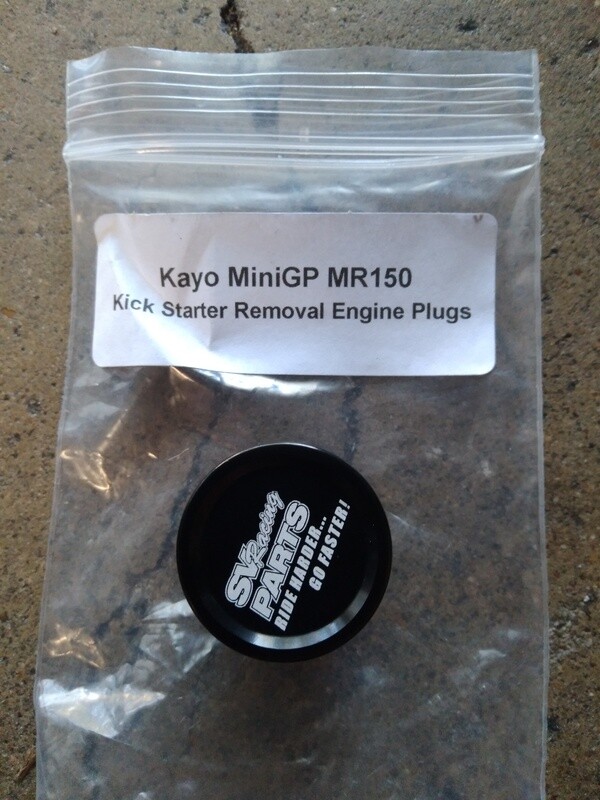 Kayo MiniGP MR150
Kick Starter Removal Engine Plugs
SV Racing
PARTS
RIDE HARDER...
GO FASTER!